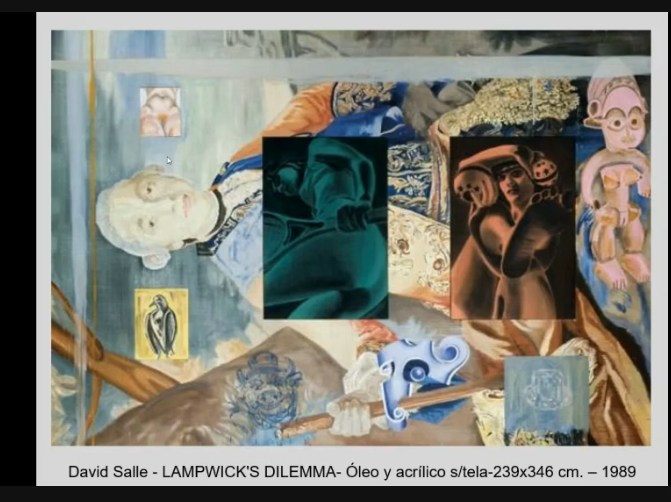 David Salle - LAMPWICK'S DILEMMA- Óleo y acrílico s/tela-239x346 cm. – 1989